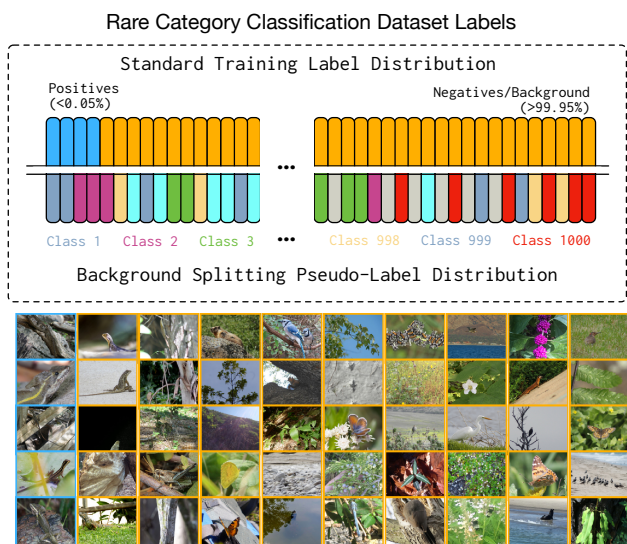 Rare Category Classification Dataset Labels
Standard Training Label Distribution
Positives
(<0.05%)
Negatives/Background
(>99.95%)
...
...
Class 1 Class 2 Class 3 Class 998 Class 999 Class 1000
Background Splitting Pseudo-Label Distribution